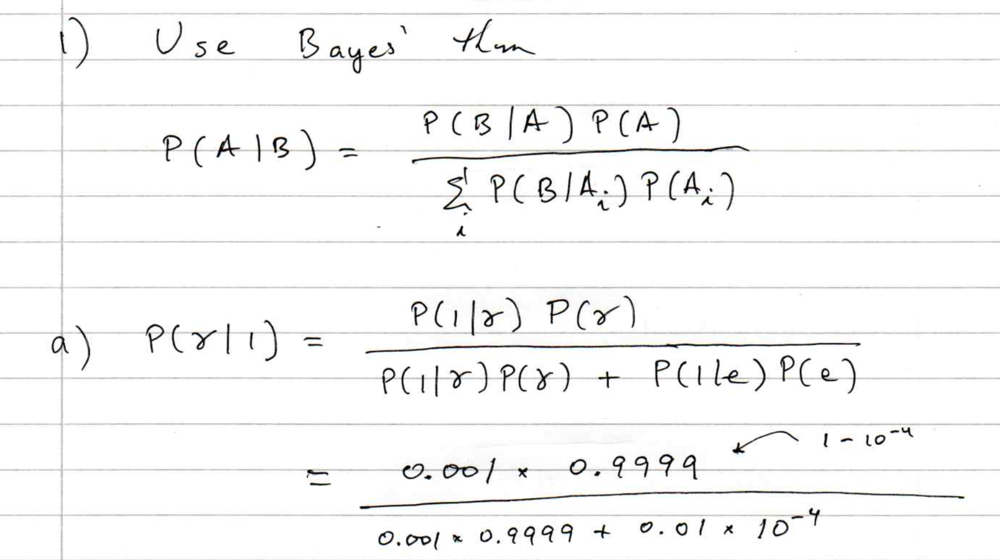 1) Use Bayes' thm
P(A|B) = P(B|A) P(A) / Σ_i P(B|A_i) P(A_i)
a) P(γ|1) = P(1|γ) P(γ) / P(1|γ) P(γ) + P(1|e) P(e)
= 0.001 × 0.9999 / 0.001 × 0.9999 + 0.01 × 10^-4
1 - 10^-4